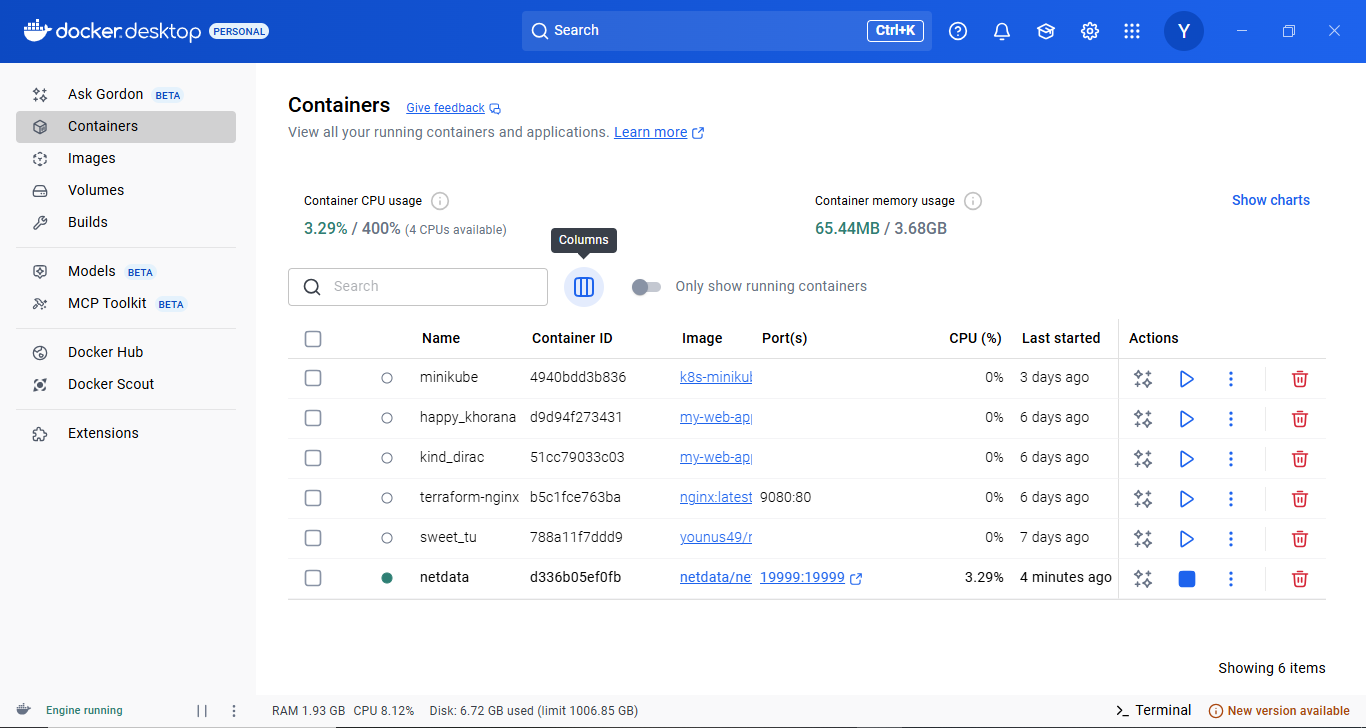 docker.desktop PERSONAL
Search Ctrl+K
Y
Ask Gordon BETA
Containers
Images
Volumes
Builds
Models BETA
MCP Toolkit BETA
Docker Hub
Docker Scout
Extensions
Containers Give feedback
View all your running containers and applications. Learn more
Container CPU usage
3.29% / 400% (4 CPUs available)
Container memory usage
65.44MB / 3.68GB
Show charts
Columns
Search
Only show running containers
Name Container ID Image Port(s) CPU (%) Last started Actions
minikube 4940bdd3b836 k8s-minikul 0% 3 days ago
happy_khorana d9d94f273431 my-web-ap 0% 6 days ago
kind_dirac 51cc79033c03 my-web-ap 0% 6 days ago
terraform-nginx b5c1fce763ba nginx:latest 9080:80 0% 6 days ago
sweet_tu 788a11f7ddd9 younus49/r 0% 7 days ago
netdata d336b05ef0fb netdata/ne 19999:19999 3.29% 4 minutes ago
Showing 6 items
Engine running
RAM 1.93 GB CPU 8.12% Disk: 6.72 GB used (limit 1006.85 GB)
Terminal
New version available